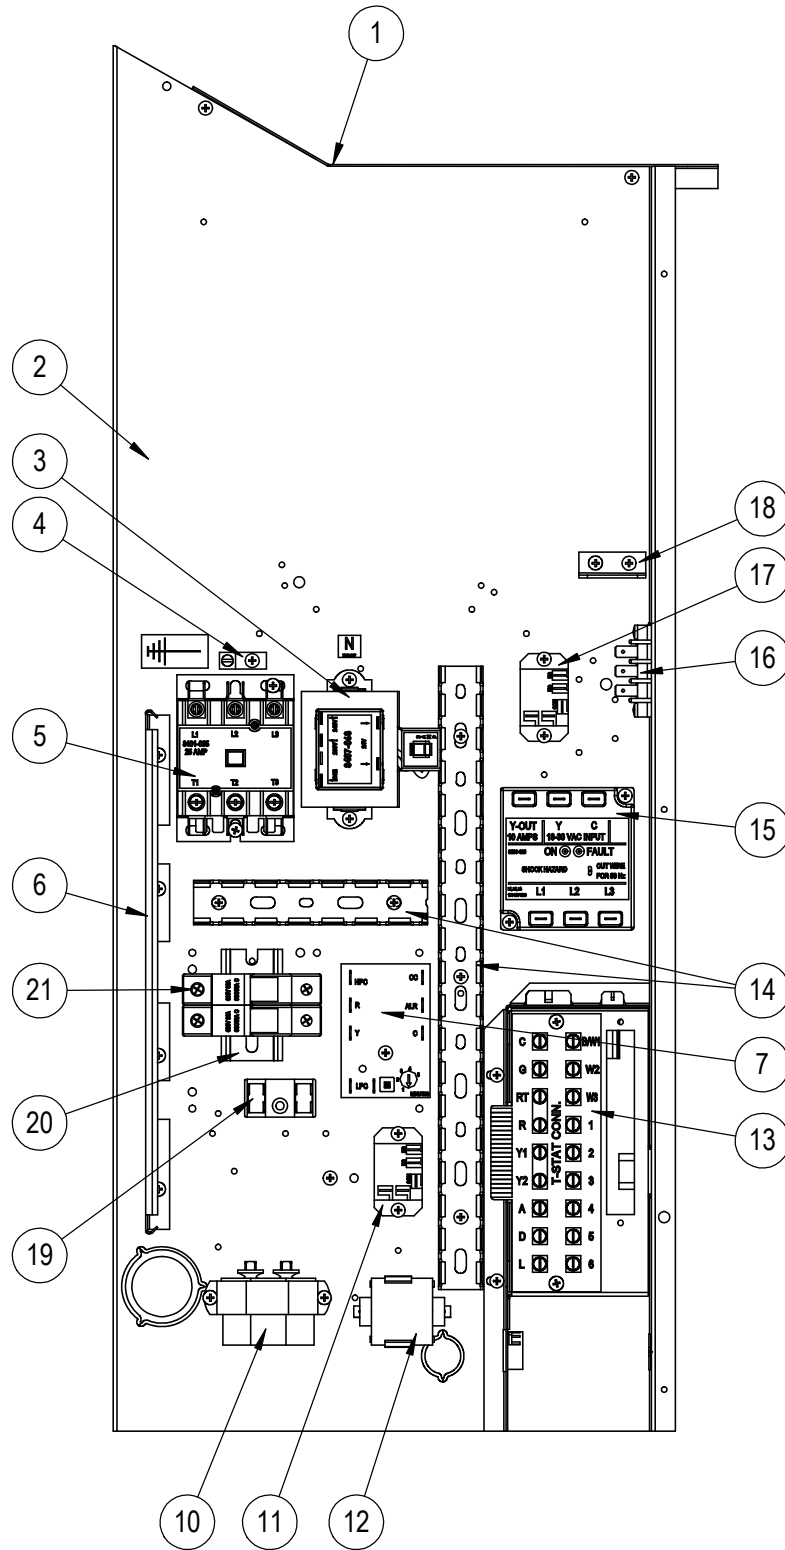 1
2
3
4
18
17
N
16
L1 L2 L3
25 AMP
T1 T2 T3
5
15
Y-OUT Y C
10 AMPS 18-30 VAC INPUT
ON FAULT
SHOCK HAZARD
L1 L2 L3
6
14
21
HPC CC
R ALR
Y C
LPC
7
20
T-STAT CONN.
C B/W1
G W2
RT W3
R 1
Y1 2
Y2 3
A 4
D 5
L 6
13
19
10
11
12